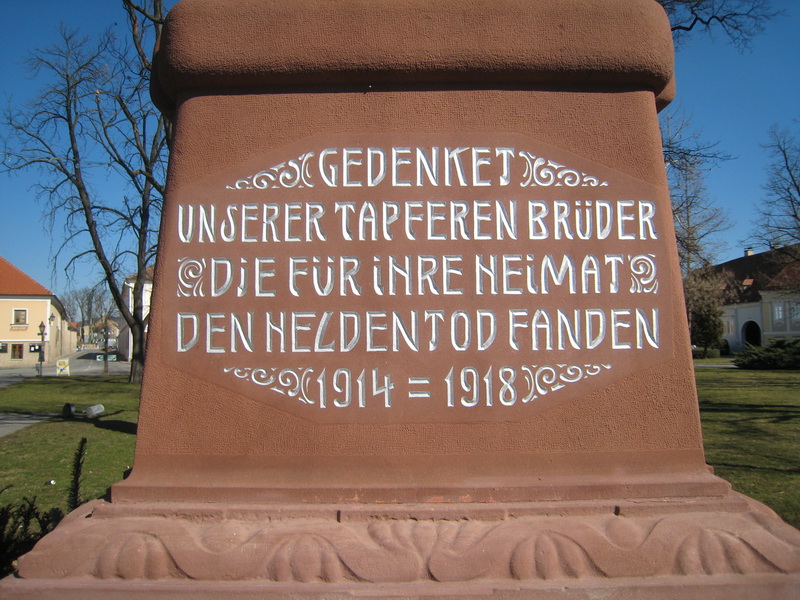 GEDENKET
UNSERER TAPFEREN BRÜDER
DIE FÜR IHRE HEIMAT
DEN HELDENTOD FANDEN
1914=1918